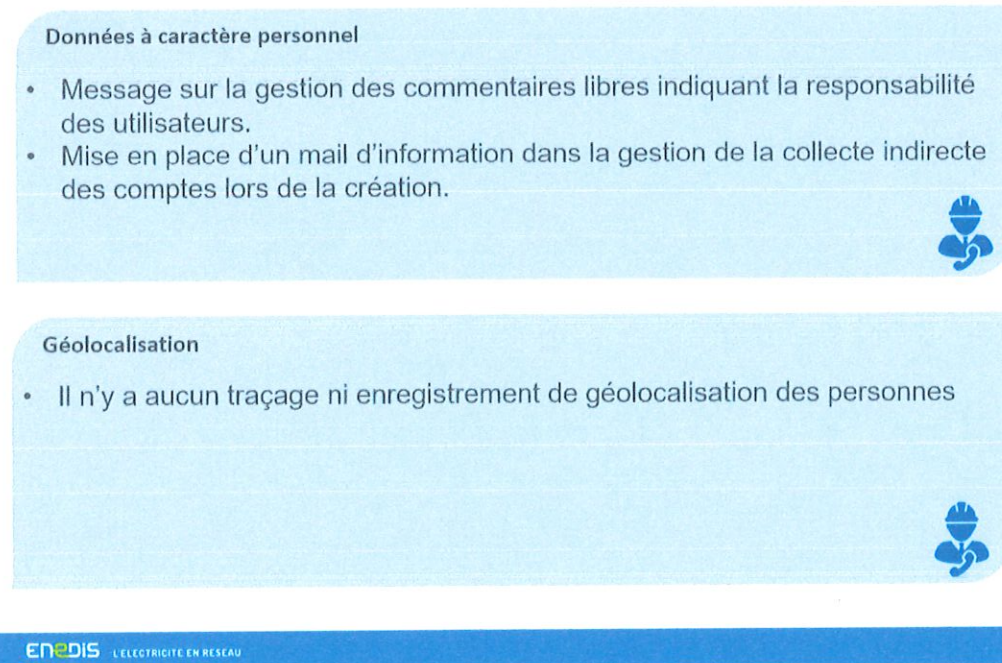 Données à caractère personnel
• Message sur la gestion des commentaires libres indiquant la responsabilité
des utilisateurs.
• Mise en place d'un mail d'information dans la gestion de la collecte indirecte
des comptes lors de la création.
Géolocalisation
• Il n'y a aucun traçage ni enregistrement de géolocalisation des personnes
ENEDIS L'ELECTRICITE EN RESEAU